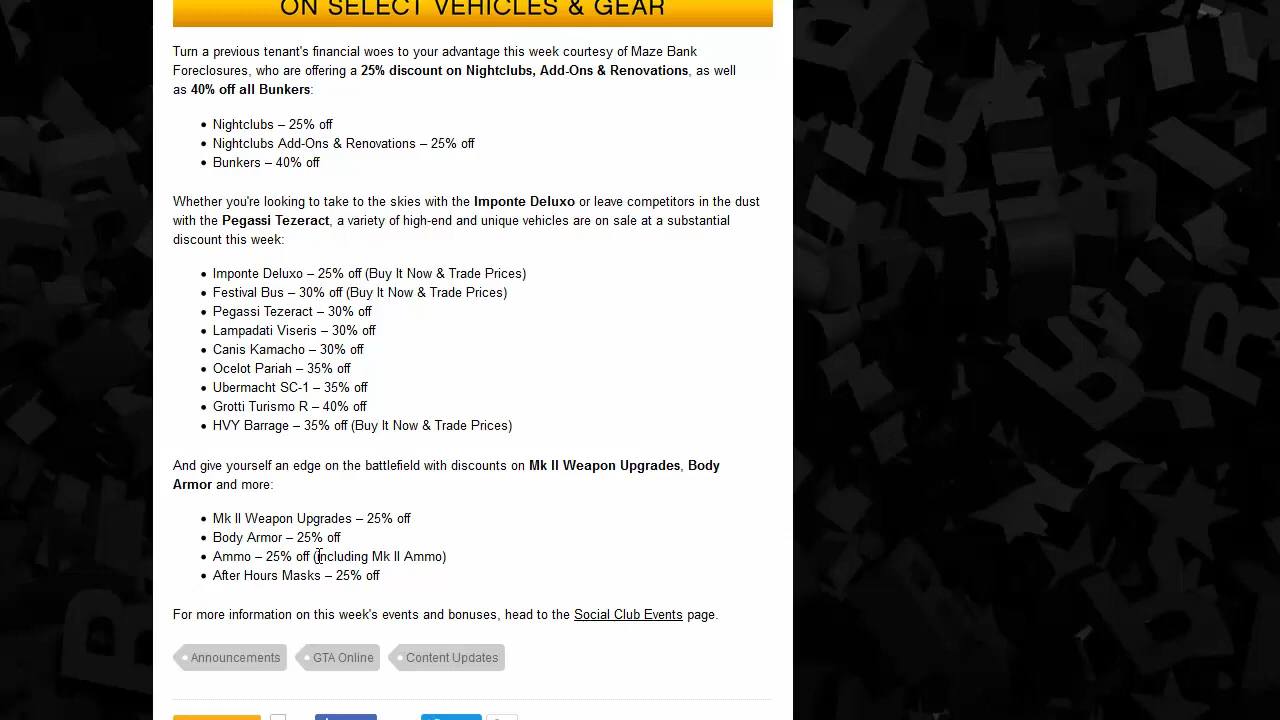 ON SELECT VEHICLES & GEAR
Turn a previous tenant's financial woes to your advantage this week courtesy of Maze Bank
Foreclosures, who are offering a 25% discount on Nightclubs, Add-Ons & Renovations, as well
as 40% off all Bunkers:
• Nightclubs – 25% off
• Nightclubs Add-Ons & Renovations – 25% off
• Bunkers – 40% off
Whether you're looking to take to the skies with the Imponte Deluxo or leave competitors in the dust
with the Pegassi Tezeract, a variety of high-end and unique vehicles are on sale at a substantial
discount this week:
• Imponte Deluxo – 25% off (Buy It Now & Trade Prices)
• Festival Bus – 30% off (Buy It Now & Trade Prices)
• Pegassi Tezeract – 30% off
• Lampadati Viseris – 30% off
• Canis Kamacho – 30% off
• Ocelot Pariah – 35% off
• Ubermacht SC-1 – 35% off
• Grotti Turismo R – 40% off
• HVY Barrage – 35% off (Buy It Now & Trade Prices)
And give yourself an edge on the battlefield with discounts on Mk II Weapon Upgrades, Body
Armor and more:
• Mk II Weapon Upgrades – 25% off
• Body Armor – 25% off
• Ammo – 25% off (including Mk II Ammo)
• After Hours Masks – 25% off
For more information on this week's events and bonuses, head to the Social Club Events page.
Announcements GTA Online Content Updates